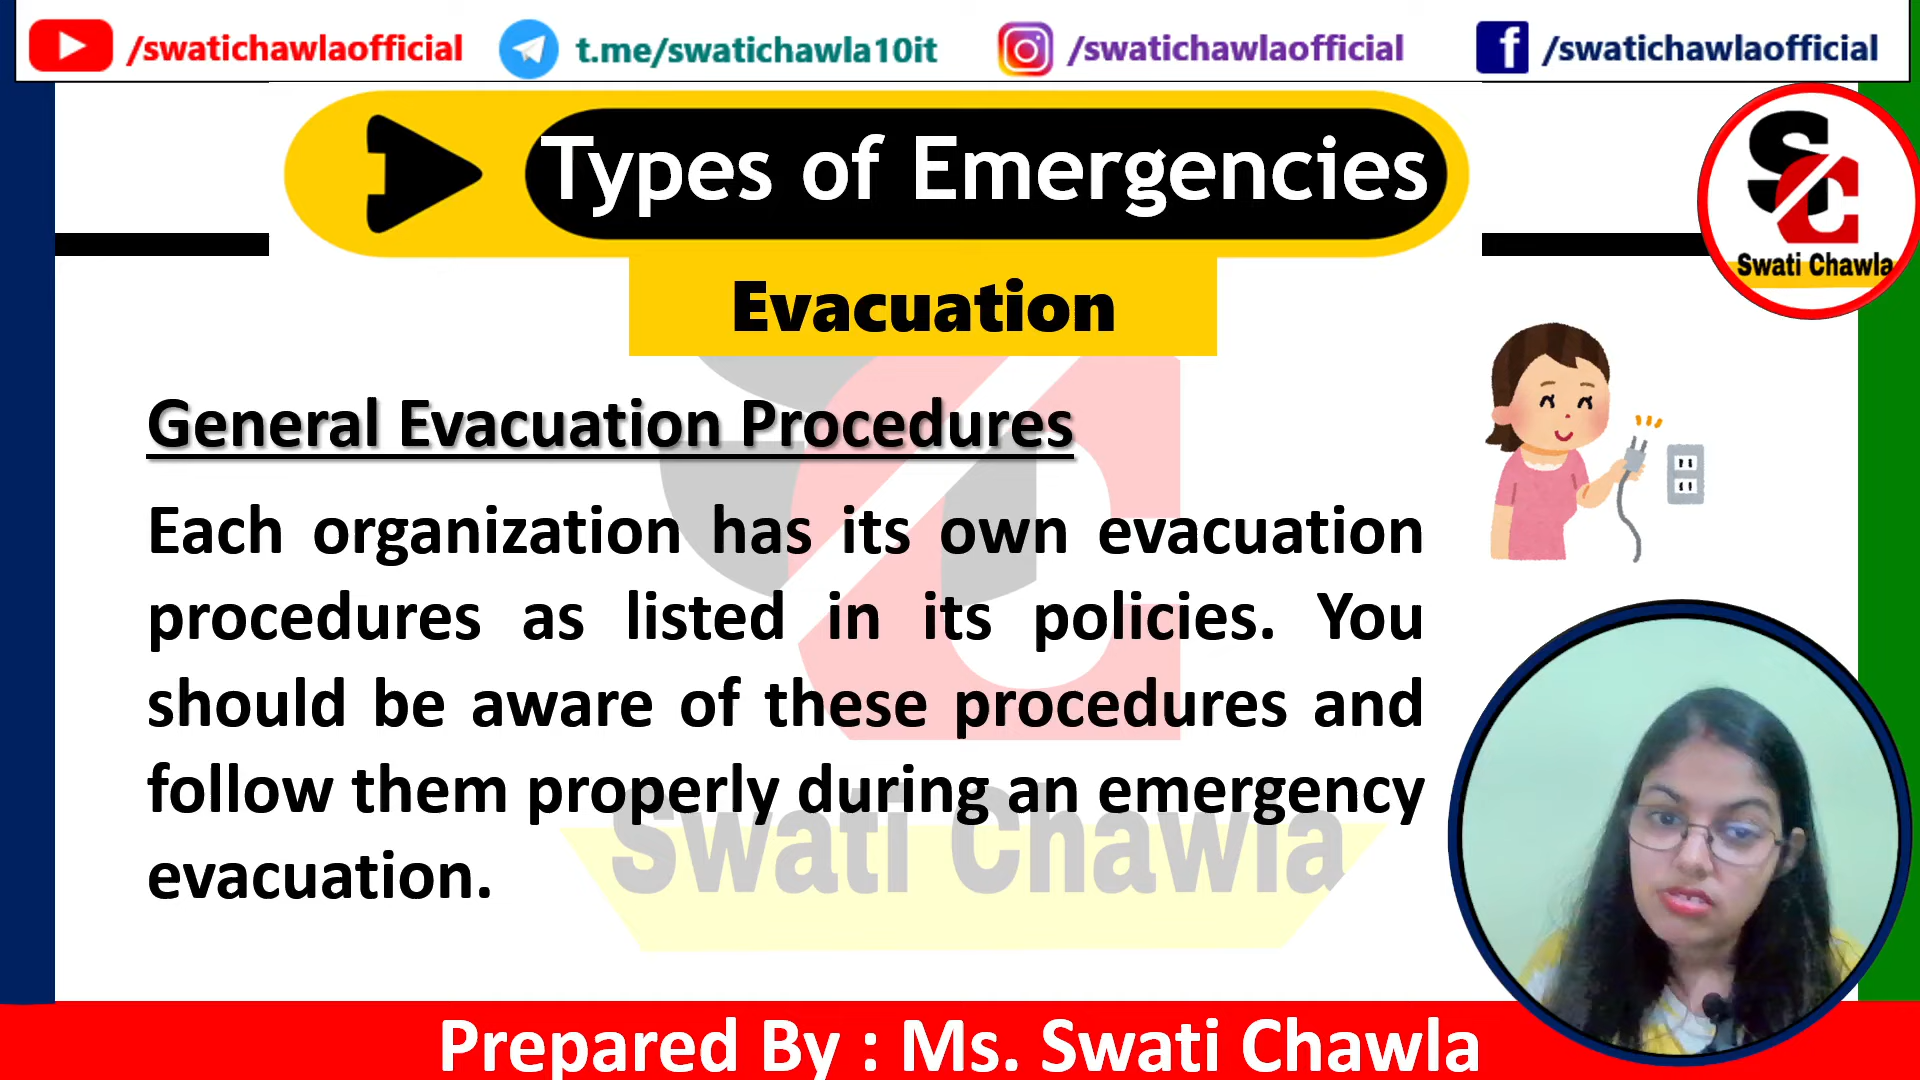 /swatichawlaofficial t.me/swatichawla10it /swatichawlaofficial /swatichawlaofficial
Types of Emergencies
SC
Swati Chawla
Evacuation
General Evacuation Procedures
Each organization has its own evacuation
procedures as listed in its policies. You
should be aware of these procedures and
follow them properly during an emergency
evacuation.
Swati Chawla
Prepared By : Ms. Swati Chawla